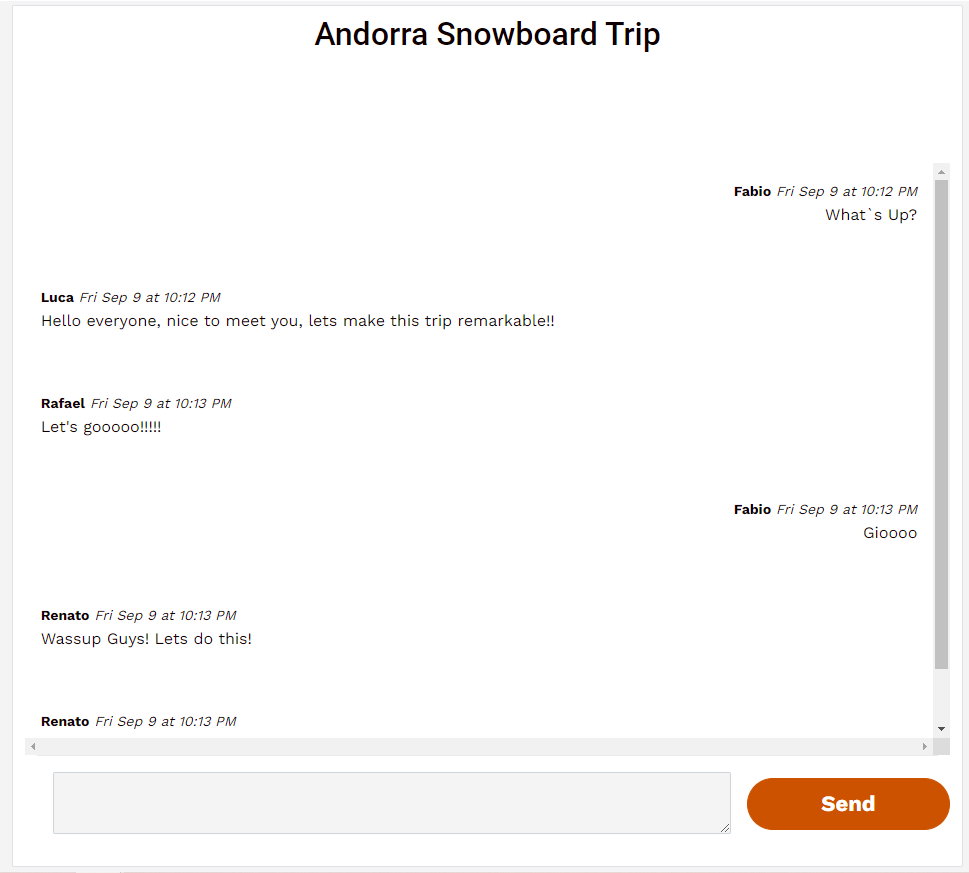 Andorra Snowboard Trip
Fabio Fri Sep 9 at 10:12 PM
What`s Up?
Luca Fri Sep 9 at 10:12 PM
Hello everyone, nice to meet you, lets make this trip remarkable!!
Rafael Fri Sep 9 at 10:13 PM
Let's gooooo!!!!!
Fabio Fri Sep 9 at 10:13 PM
Gioooo
Renato Fri Sep 9 at 10:13 PM
Wassup Guys! Lets do this!
Renato Fri Sep 9 at 10:13 PM
Send